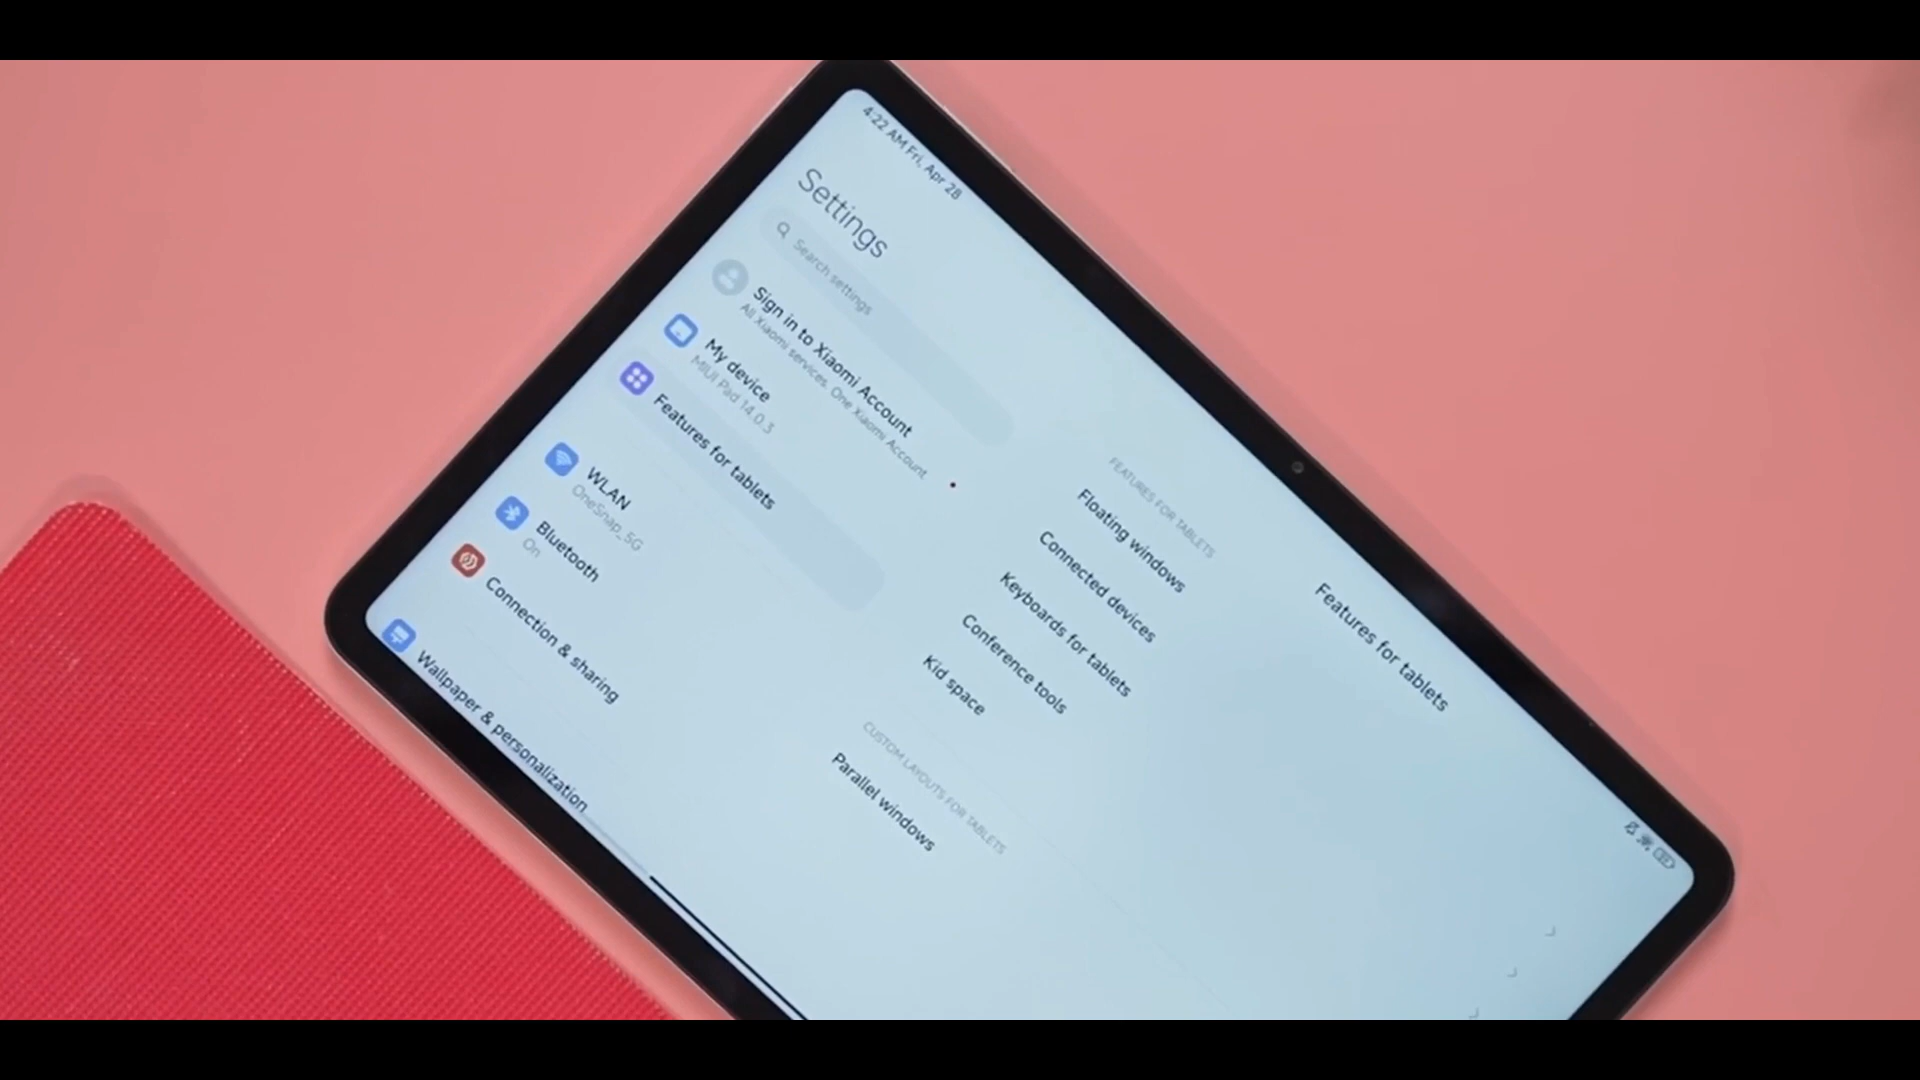 4:22 AM Fri, Apr 28
Settings
Search settings
Sign in to Xiaomi Account
All Xiaomi services. One Xiaomi Account
My device
MIUI Pad 14.0.3
Features for tablets
WLAN
OneSnap_5G
Bluetooth
On
Connection & sharing
Wallpaper & personalization
Features for tablets
FEATURES FOR TABLETS
Floating windows
Connected devices
Keyboards for tablets
Conference tools
Kid space
CUSTOM LAYOUTS FOR TABLETS
Parallel windows